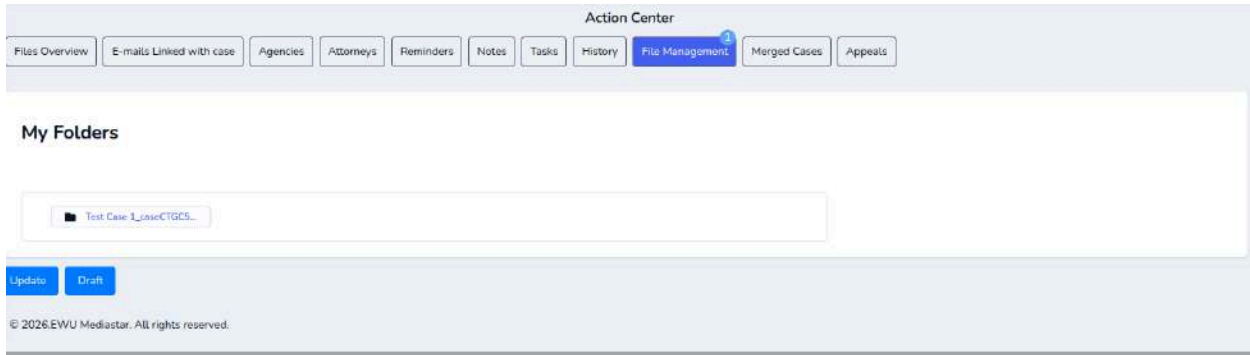 Action Center
Files Overview E-mails Linked with case Agencies Attorneys Reminders Notes Tasks History File Management 1 Merged Cases Appeals
My Folders
Test Case 1_caseCTGC5...
Update Draft
© 2026.EWU Mediastar. All rights reserved.